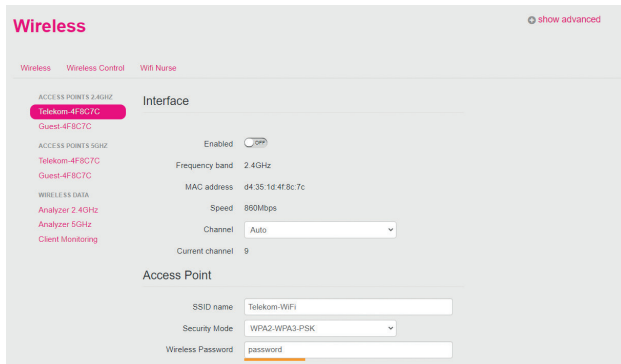 Wireless
show advanced
Wireless Wireless Control Wifi Nurse
ACCESS POINTS 2.4GHZ
Telekom-4F8C7C
Guest-4F8C7C
ACCESS POINTS 5GHZ
Telekom-4F8C7C
Guest-4F8C7C
WIRELESS DATA
Analyzer 2.4GHz
Analyzer 5GHz
Client Monitoring
Interface
Enabled OFF
Frequency band 2.4GHz
MAC address d4:35:1d:4f:8c:7c
Speed 860Mbps
Channel Auto
Current channel 9
Access Point
SSID name Telekom-WiFi
Security Mode WPA2-WPA3-PSK
Wireless Password password